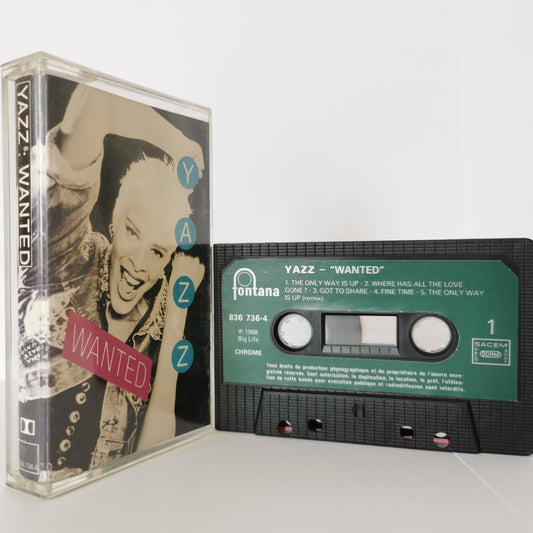 YAZZ: WANTED
836 736-4
Y
A
Z
Z
WANTED
fontana
836 736-4
℗ 1988
Big Life
CHROME
YAZZ – "WANTED"
1. THE ONLY WAY IS UP - 2. WHERE HAS ALL THE LOVE
GONE? - 3. GOT TO SHARE - 4. FINE TIME - 5. THE ONLY WAY
IS UP (remix)
1
SACEM
SDRM
Tous droits du producteur phonographique et du propriétaire de l'œuvre enre-
gistrée réservés. Sauf autorisation, la duplication, la location, le prêt, l'utilisa-
tion de cette bande pour exécution publique et radiodiffusion sont interdits.